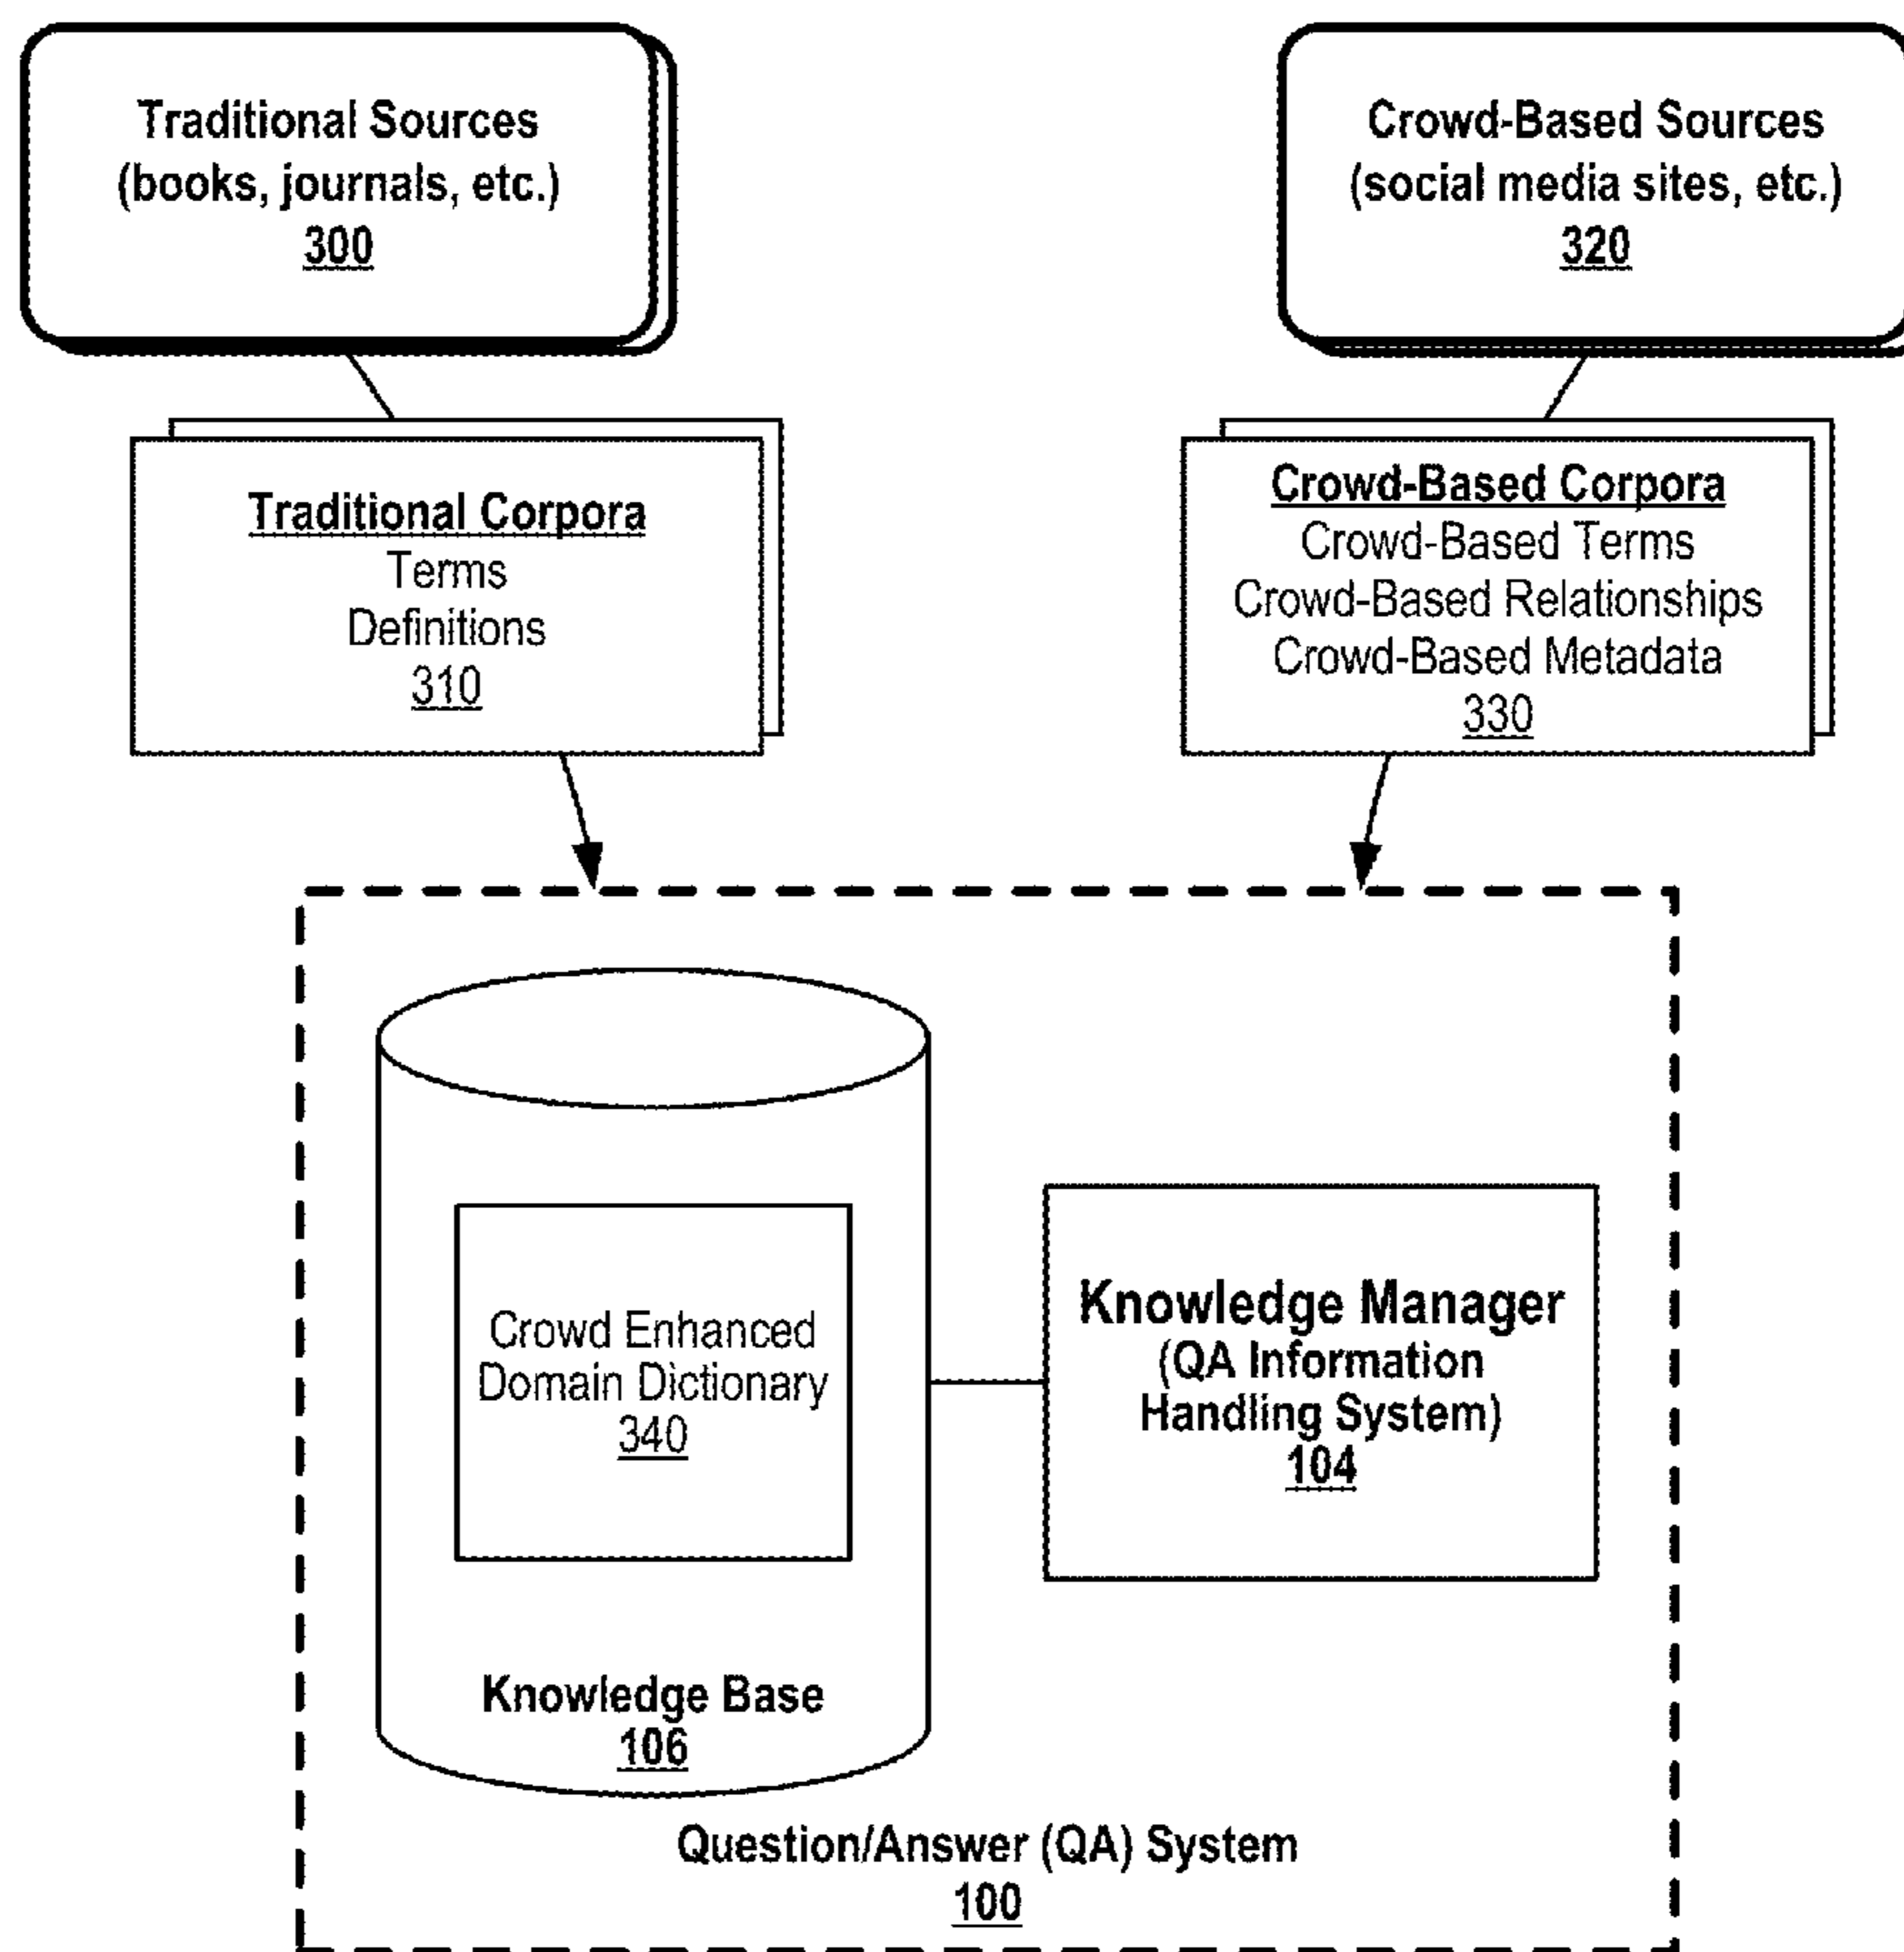 Traditional Sources
(books, journals, etc.)
300
Crowd-Based Sources
(social media sites, etc.)
320
Traditional Corpora
Terms
Definitions
310
Crowd-Based Corpora
Crowd-Based Terms
Crowd-Based Relationships
Crowd-Based Metadata
330
Crowd Enhanced
Domain Dictionary
340
Knowledge Manager
(QA Information
Handling System)
104
Knowledge Base
106
Question/Answer (QA) System
100